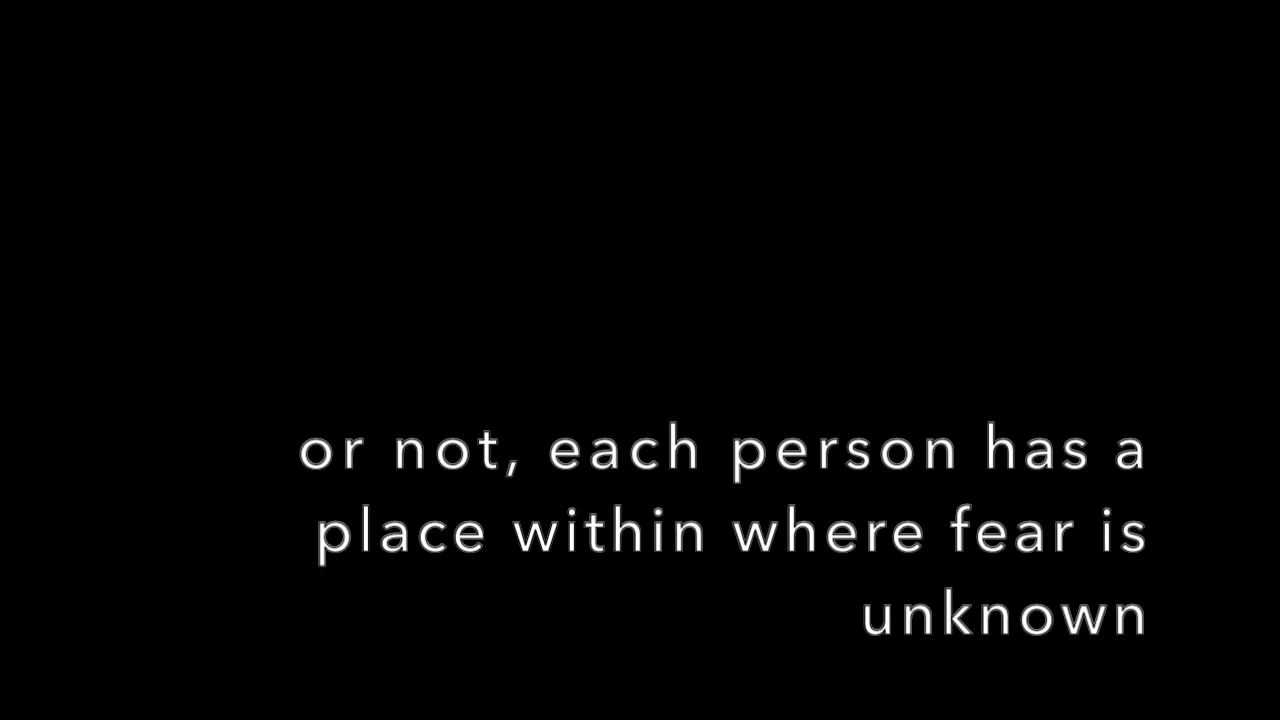 or not, each person has a
place within where fear is
unknown